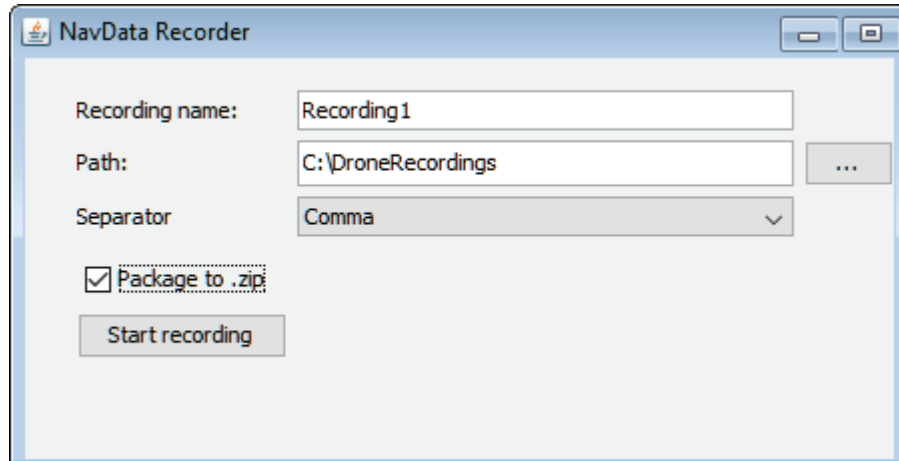 NavData Recorder
Recording name: Recording1
Path: C:\DroneRecordings ...
Separator Comma
Package to .zip
Start recording